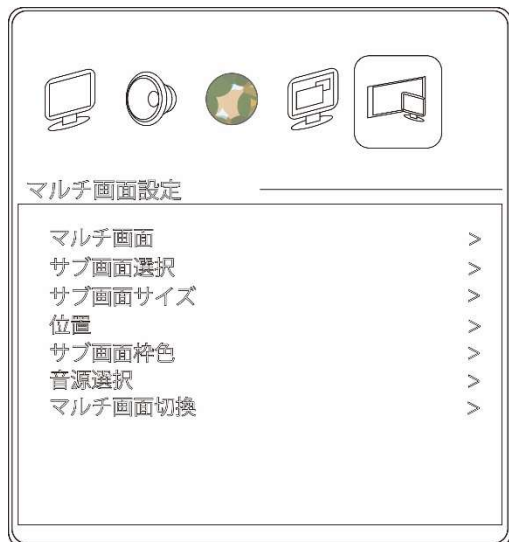 マルチ画面設定
マルチ画面 >
サブ画面選択 >
サブ画面サイズ >
位置 >
サブ画面枠色 >
音源選択 >
マルチ画面切換 >